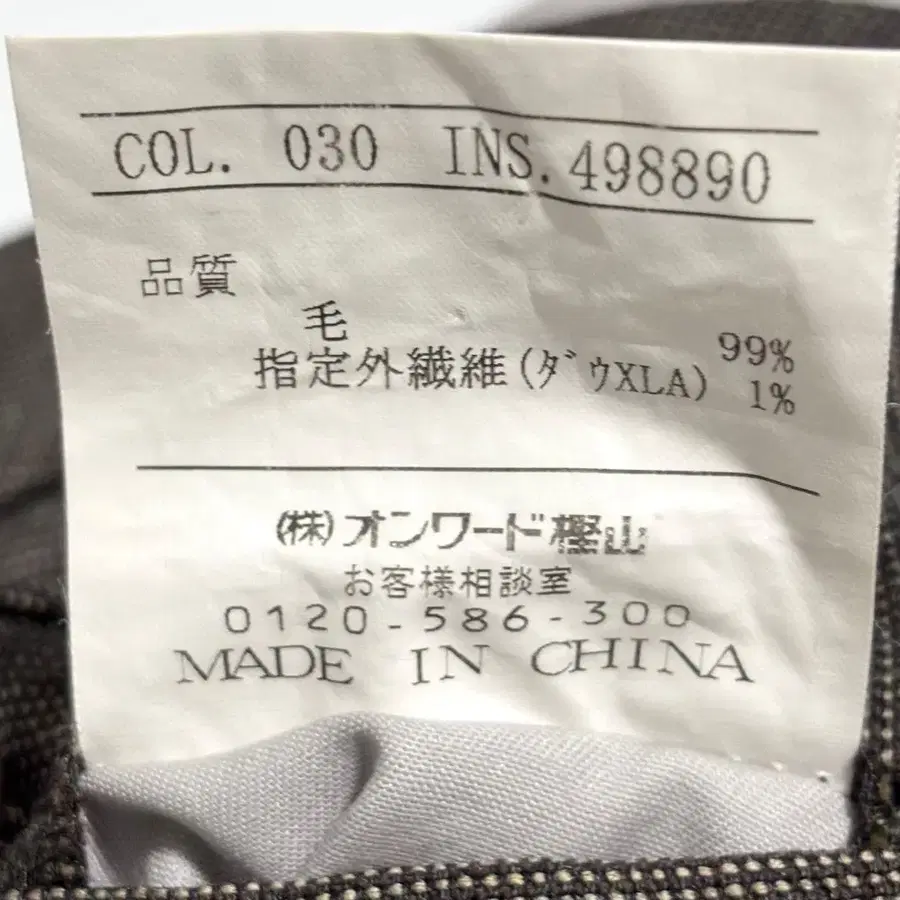 COL. 030 INS. 498890
品質
毛 99%
指定外繊維(ﾀﾞｳXLA) 1%
(株)オンワード樫山
お客様相談室
0120-586-300
MADE IN CHINA